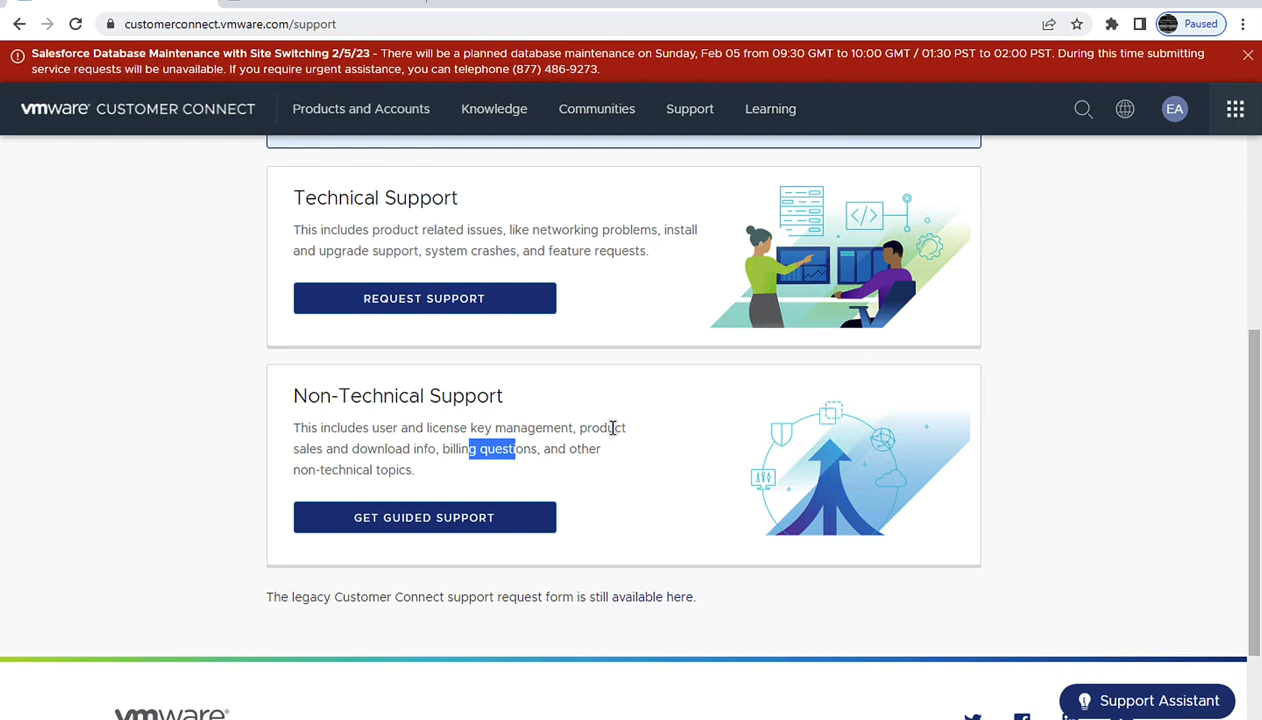 customerconnect.vmware.com/support
Paused
Salesforce Database Maintenance with Site Switching 2/5/23 - There will be a planned database maintenance on Sunday, Feb 05 from 09:30 GMT to 10:00 GMT / 01:30 PST to 02:00 PST. During this time submitting
service requests will be unavailable. If you require urgent assistance, you can telephone (877) 486-9273.
vmware® CUSTOMER CONNECT
Products and Accounts
Knowledge
Communities
Support
Learning
EA
Technical Support
This includes product related issues, like networking problems, install
and upgrade support, system crashes, and feature requests.
REQUEST SUPPORT
Non-Technical Support
This includes user and license key management, product
sales and download info, billing questions, and other
non-technical topics.
GET GUIDED SUPPORT
The legacy Customer Connect support request form is still available here.
vmware®
Support Assistant